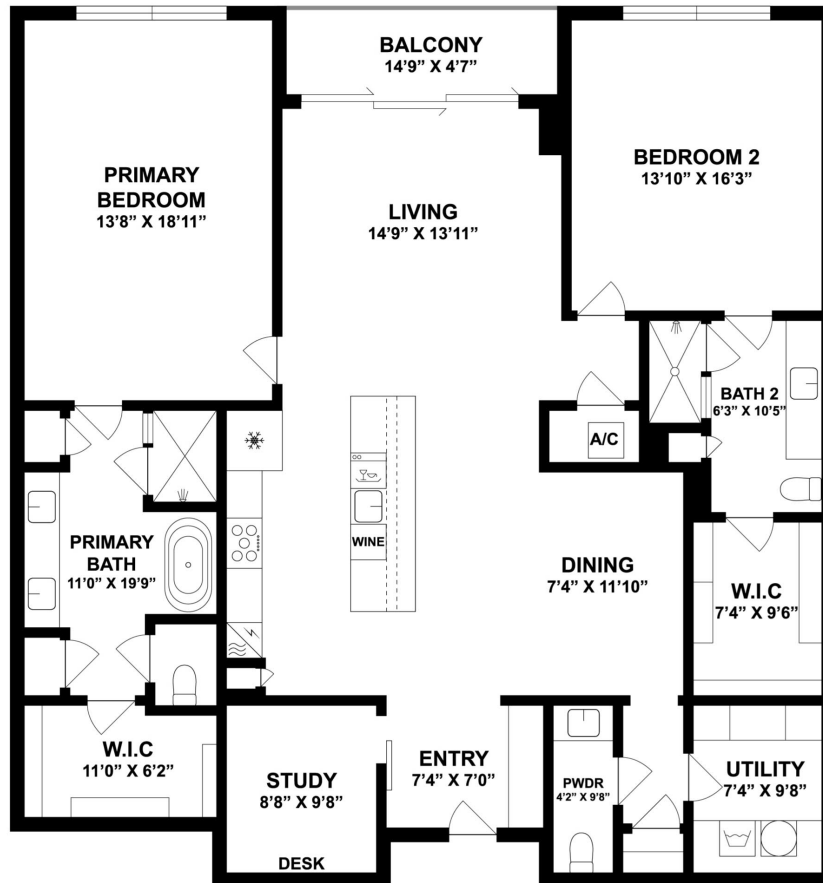 BALCONY
14’9” X 4’7”
PRIMARY
BEDROOM
13’8” X 18’11”
BEDROOM 2
13’10” X 16’3”
LIVING
14’9” X 13’11”
BATH 2
6’3” X 10’5”
A/C
WINE
PRIMARY
BATH
11’0” X 19’9”
DINING
7’4” X 11’10”
W.I.C
7’4” X 9’6”
W.I.C
11’0” X 6’2”
STUDY
8’8” X 9’8”
DESK
ENTRY
7’4” X 7’0”
PWDR
4’2” X 9’8”
UTILITY
7’4” X 9’8”